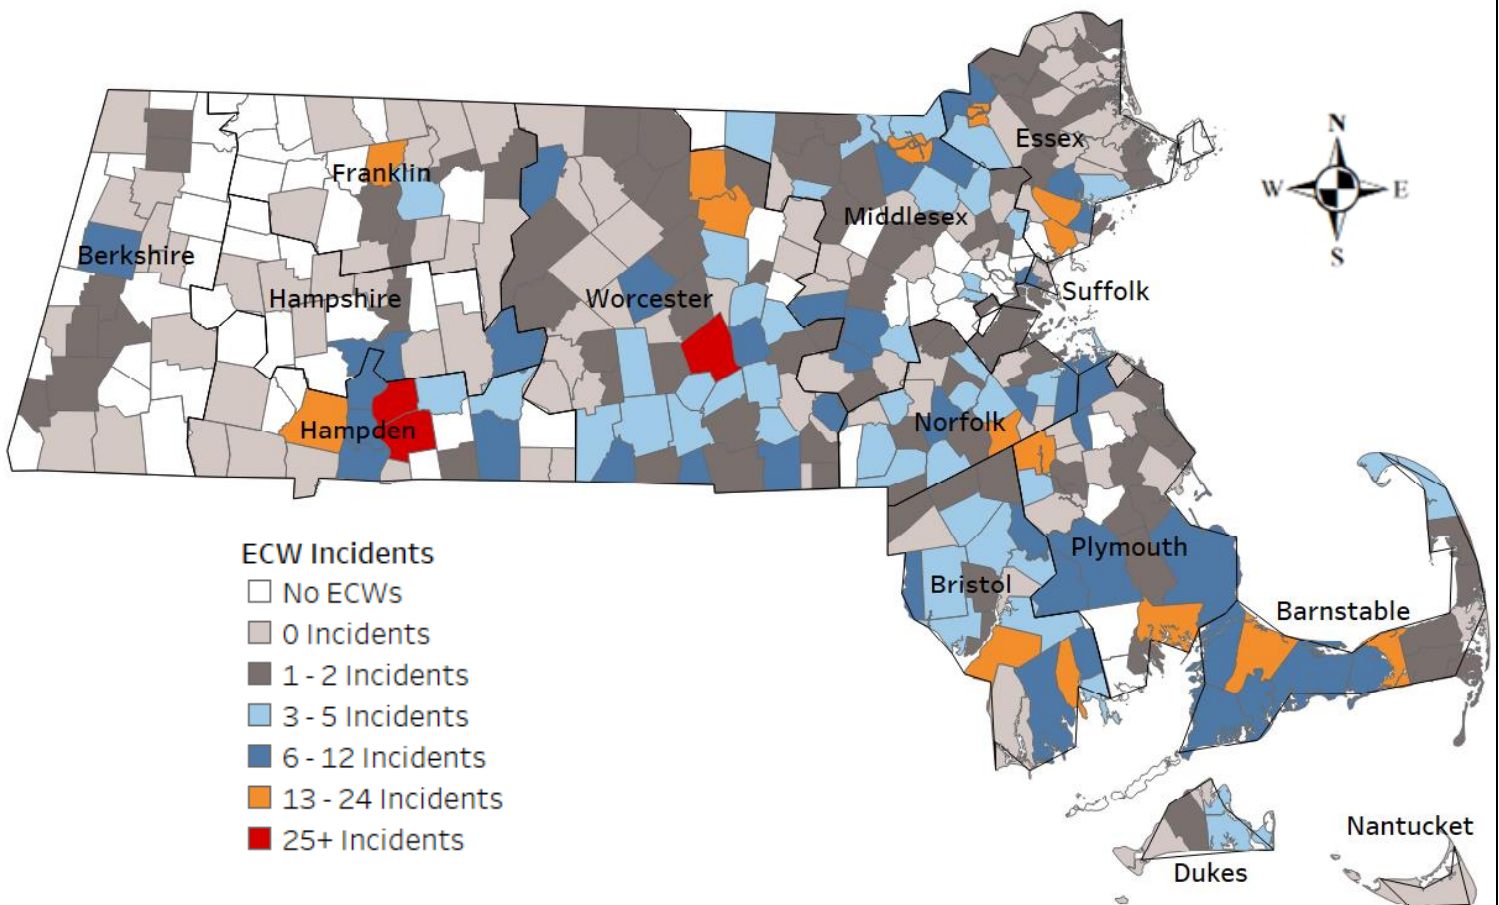 N
W
E
S
Essex
Franklin
Middlesex
Berkshire
Hampshire
Worcester
Suffolk
Hampden
Norfolk
Plymouth
Bristol
Barnstable
Nantucket
Dukes
ECW Incidents
No ECWs
0 Incidents
1 - 2 Incidents
3 - 5 Incidents
6 - 12 Incidents
13 - 24 Incidents
25+ Incidents